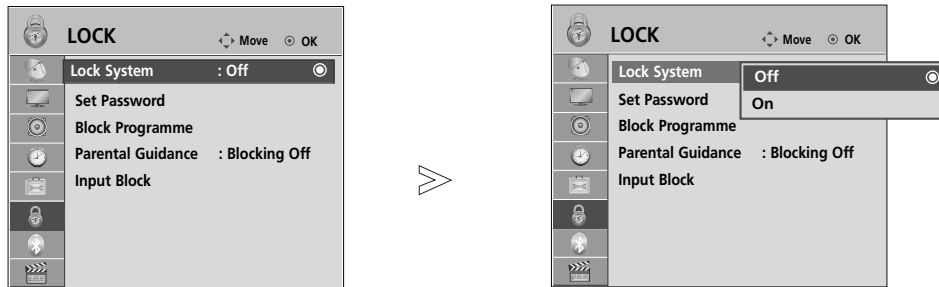 LOCK
Move OK
Lock System : Off
Set Password
Block Programme
Parental Guidance : Blocking Off
Input Block
LOCK
Move OK
Lock System
Off
On
Set Password
Block Programme
Parental Guidance : Blocking Off
Input Block